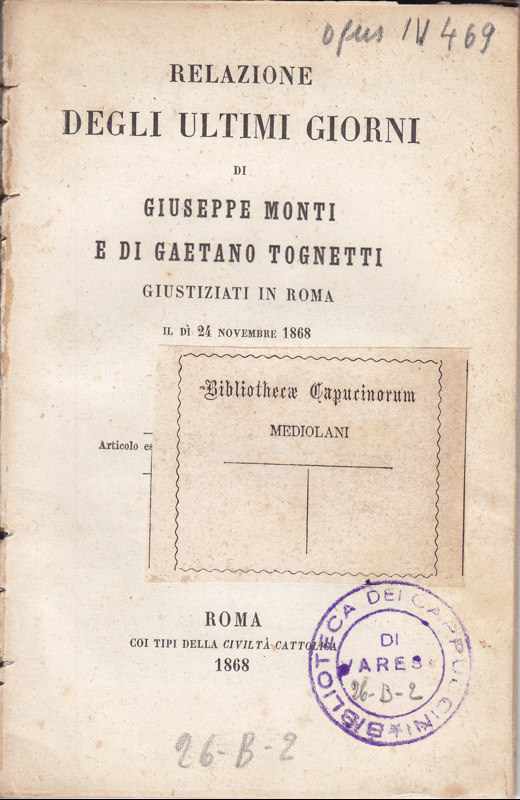 Opus IV 469
RELAZIONE
DEGLI ULTIMI GIORNI
DI
GIUSEPPE MONTI
E DI GAETANO TOGNETTI
GIUSTIZIATI IN ROMA
IL DÌ 24 NOVEMBRE 1868
Bibliothecæ Capucinorum
MEDIOLANI
Articolo es
ROMA
COI TIPI DELLA CIVILTÀ CATTOLICA
1868
BIBLIOTECA DEI CAPPUCCINI
DI
VARESE
26-B-2
26-B-2